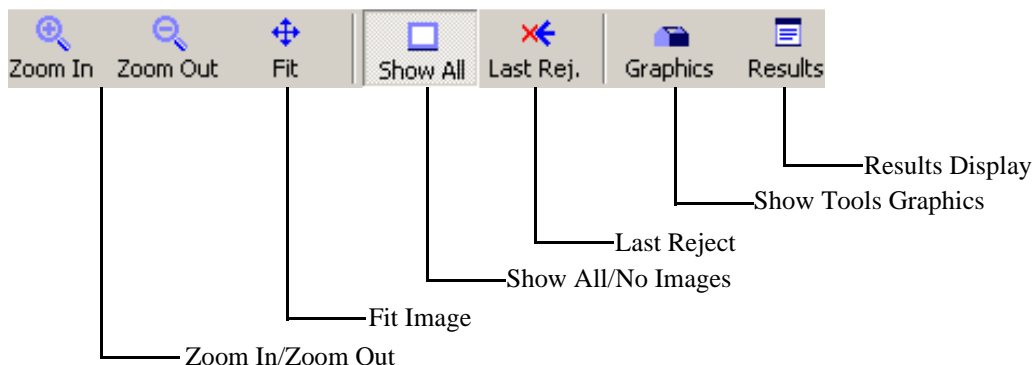 Zoom In Zoom Out Fit Show All Last Rej. Graphics Results
Results Display
Show Tools Graphics
Last Reject
Show All/No Images
Fit Image
Zoom In/Zoom Out